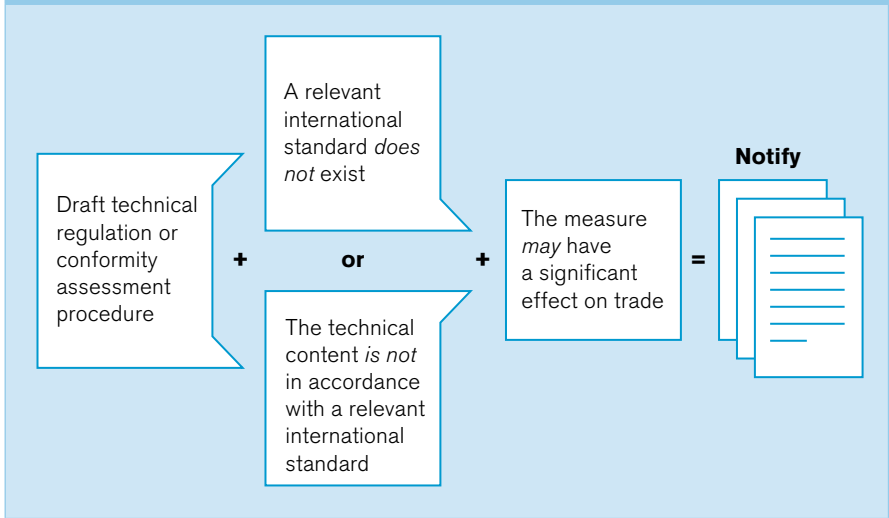 Draft technical
regulation or
conformity
assessment
procedure
+
A relevant
international
standard does
not exist
or
The technical
content is not
in accordance
with a relevant
international
standard
+
The measure
may have
a significant
effect on trade
=
Notify